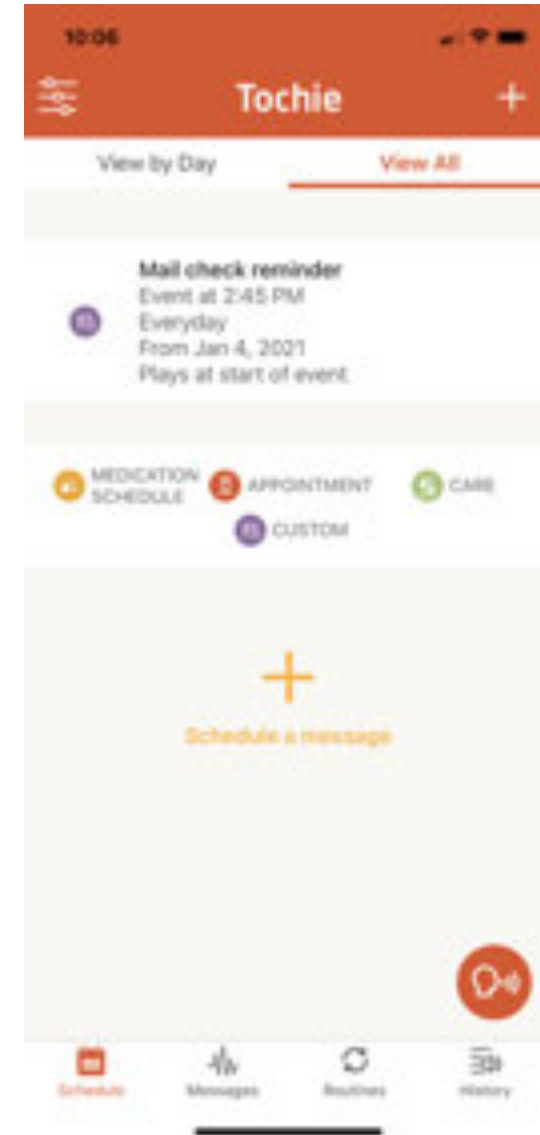 10:06
Tochie
View by Day View All
Mail check reminder
Event at 2:45 PM
Everyday
From Jan 4, 2021
Plays at start of event
MEDICATION SCHEDULE APPOINTMENT CARE
CUSTOM
Schedule a message
Schedule Messages Routines History